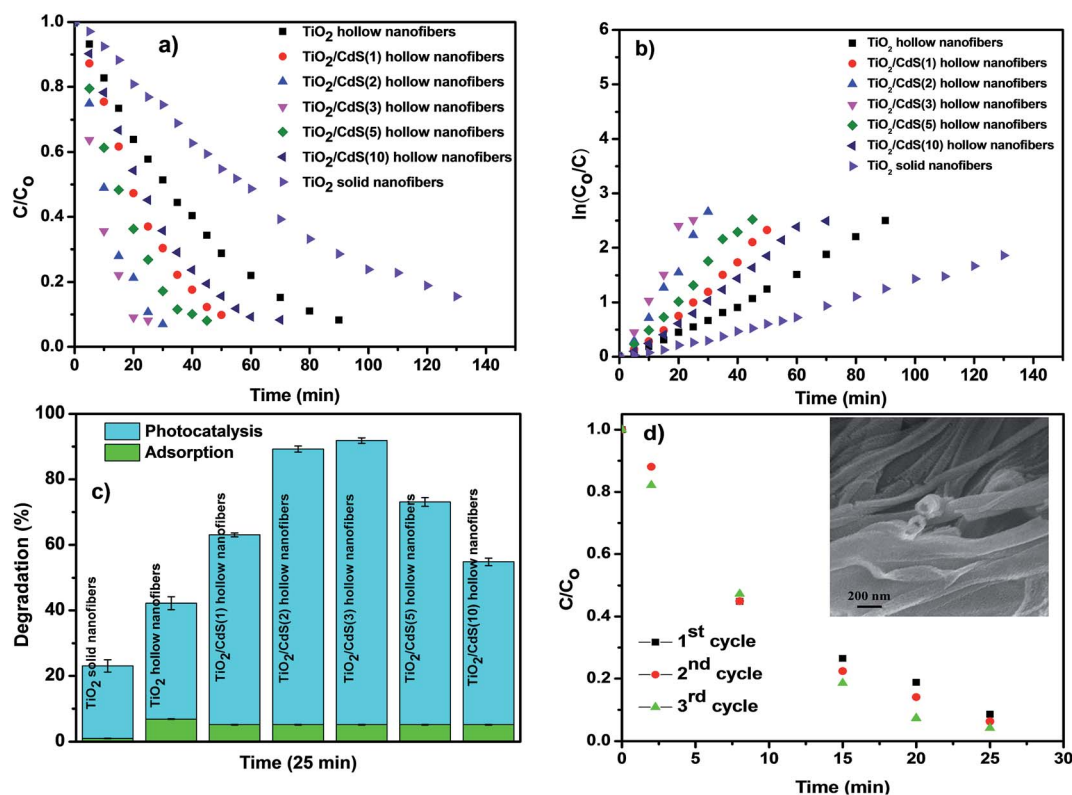 a)
TiO2 hollow nanofibers
TiO2/CdS(1) hollow nanofibers
TiO2/CdS(2) hollow nanofibers
TiO2/CdS(3) hollow nanofibers
TiO2/CdS(5) hollow nanofibers
TiO2/CdS(10) hollow nanofibers
TiO2 solid nanofibers
C/Co
1.0
0.8
0.6
0.4
0.2
0.0
0 20 40 60 80 100 120 140
Time (min)
b)
TiO2 hollow nanofibers
TiO2/CdS(1) hollow nanofibers
TiO2/CdS(2) hollow nanofibers
TiO2/CdS(3) hollow nanofibers
TiO2/CdS(5) hollow nanofibers
TiO2/CdS(10) hollow nanofibers
TiO2 solid nanofibers
ln(Co/C)
6
5
4
3
2
1
0
0 20 40 60 80 100 120 140
Time (min)
c)
Photocatalysis
Adsorption
Degradation (%)
100
80
60
40
20
0
TiO2 solid nanofibers
TiO2 hollow nanofibers
TiO2/CdS(1) hollow nanofibers
TiO2/CdS(2) hollow nanofibers
TiO2/CdS(3) hollow nanofibers
TiO2/CdS(5) hollow nanofibers
TiO2/CdS(10) hollow nanofibers
Time (25 min)
d)
200 nm
1st cycle
2nd cycle
3rd cycle
C/Co
1.0
0.8
0.6
0.4
0.2
0.0
0 5 10 15 20 25 30
Time (min)